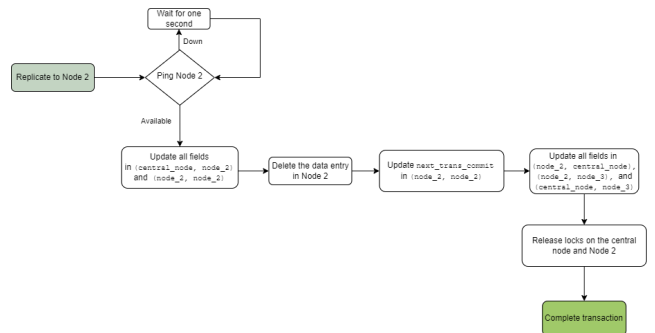 Wait for one
second
Down
Replicate to Node 2
Ping Node 2
Available
Update all fields
in (central_node, node_2)
and (node_2, node_2)
Delete the data entry
in Node 2
Update next_trans_commit
in (node_2, node_2)
Update all fields in
(node_2, central_node),
(node_2, node_3), and
(central_node, node_3)
Release locks on the central
node and Node 2
Complete transaction